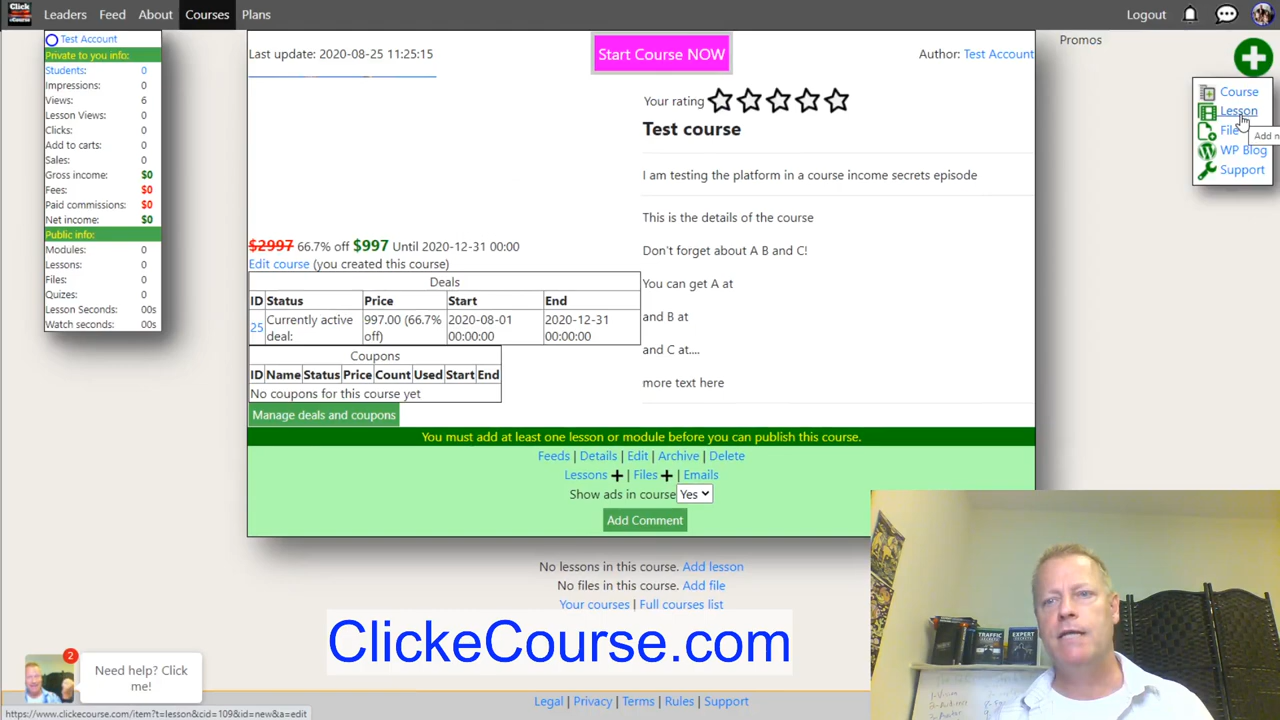 Click
eCourse
Leaders Feed About Courses Plans Logout
Test Account
Private to you info:
Students: 0
Impressions: 0
Views: 6
Lesson Views: 0
Clicks: 0
Add to carts: 0
Sales: 0
Gross income: $0
Fees: $0
Paid commissions: $0
Net income: $0
Public info:
Modules: 0
Lessons: 0
Files: 0
Quizes: 0
Lesson Seconds: 00s
Watch seconds: 00s
Last update: 2020-08-25 11:25:15
Start Course NOW
Author: Test Account
Your rating
Test course
I am testing the platform in a course income secrets episode
This is the details of the course
Don't forget about A B and C!
You can get A at
and B at
and C at....
more text here
$2997 66.7% off $997 Until 2020-12-31 00:00
Edit course (you created this course)
Deals
ID Status Price Start End
25 Currently active deal: 997.00 (66.7% off) 2020-08-01 00:00:00 2020-12-31 00:00:00
Coupons
ID Name Status Price Count Used Start End
No coupons for this course yet
Manage deals and coupons
You must add at least one lesson or module before you can publish this course.
Feeds | Details | Edit | Archive | Delete
Lessons | Files | Emails
Show ads in course Yes
Add Comment
No lessons in this course. Add lesson
No files in this course. Add file
Your courses | Full courses list
Promos
Course
Lesson
File
Add n
WP Blog
Support
ClickeCourse.com
2
Need help? Click
me!
Legal | Privacy | Terms | Rules | Support
https://www.clickecourse.com/item?t=lesson&cid=109&id=new&a=edit
TRAFFIC
SECRETS
EXPERT
SECRETS